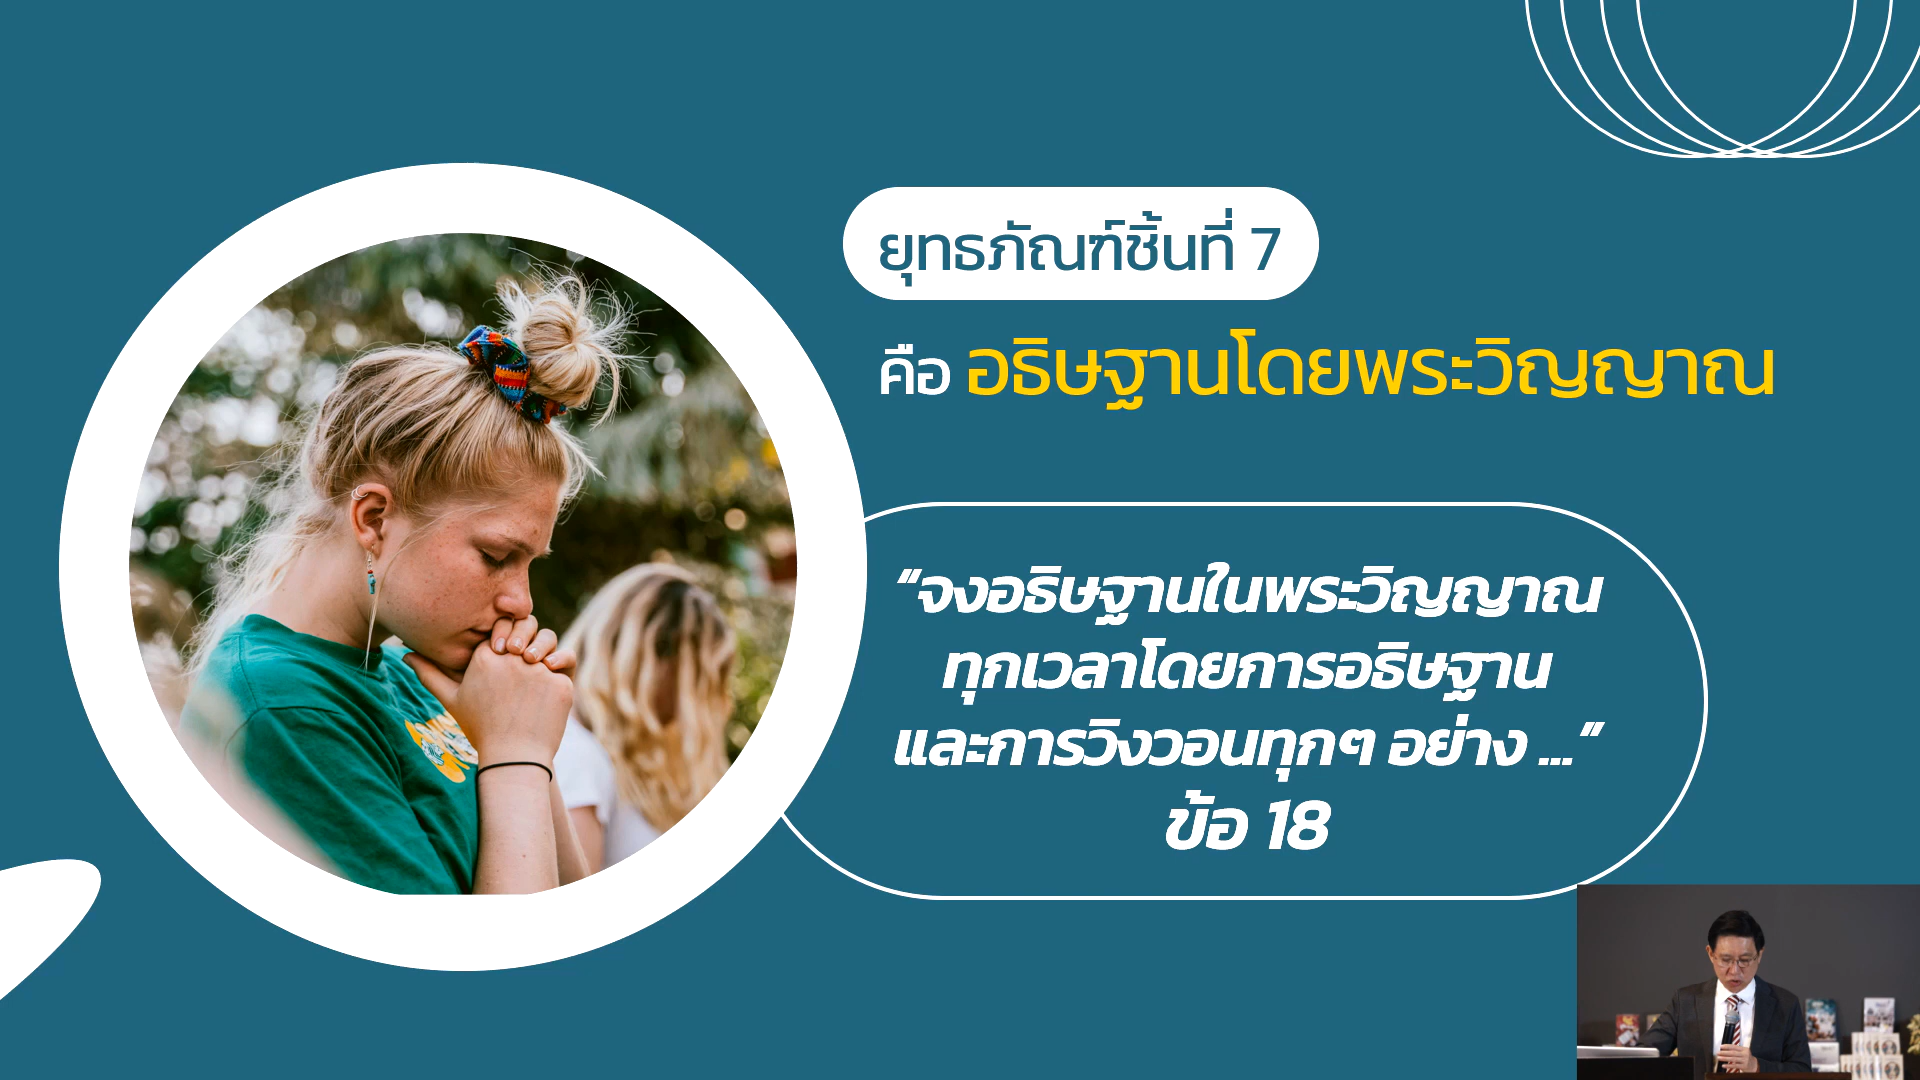 ยุทธภัณฑ์ชิ้นที่ 7
คือ อธิษฐานโดยพระวิญญาณ
“จงอธิษฐานในพระวิญญาณ
ทุกเวลาโดยการอธิษฐาน
และการวิงวอนทุกๆ อย่าง ...”
ข้อ 18